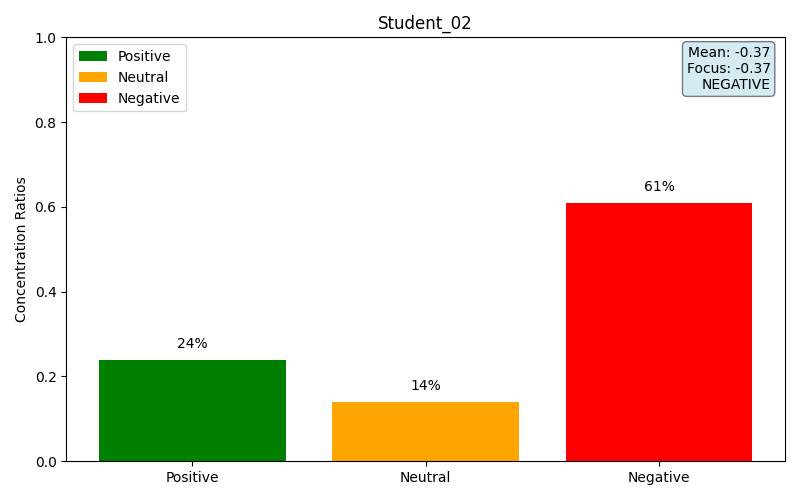 Student_02
Concentration Ratios
1.0
0.8
0.6
0.4
0.2
0.0
Positive
Neutral
Negative
Mean: -0.37
Focus: -0.37
NEGATIVE
24%
14%
61%
Positive
Neutral
Negative